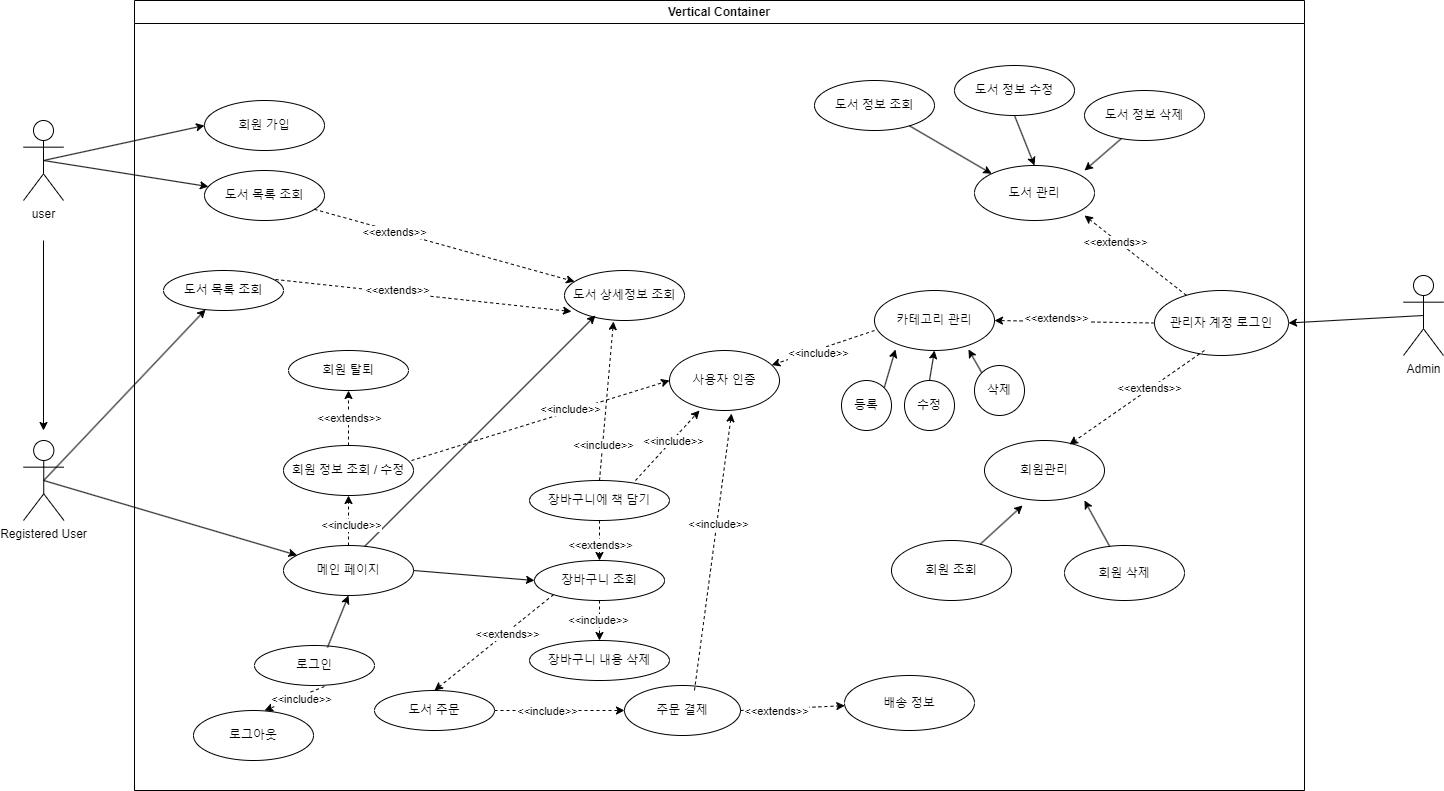 Vertical Container
도서 정보 수정
도서 정보 조회
도서 정보 삭제
회원 가입
도서 목록 조회
도서 관리
user
<<extends>>
<<extends>>
도서 목록 조회
<<extends>>
도서 상세정보 조회
카테고리 관리
<<extends>>
관리자 계정 로그인
<<include>>
회원 탈퇴
사용자 인증
Admin
<<extends>>
등록
수정
삭제
<<include>>
<<extends>>
<<include>>
<<include>>
회원 정보 조회 / 수정
회원관리
장바구니에 책 담기
Registered User
<<include>>
<<include>>
<<extends>>
메인 페이지
장바구니 조회
회원 조회
회원 삭제
<<include>>
<<extends>>
로그인
장바구니 내용 삭제
<<include>>
도서 주문
<<include>>
주문 결제
<<extends>>
배송 정보
로그아웃